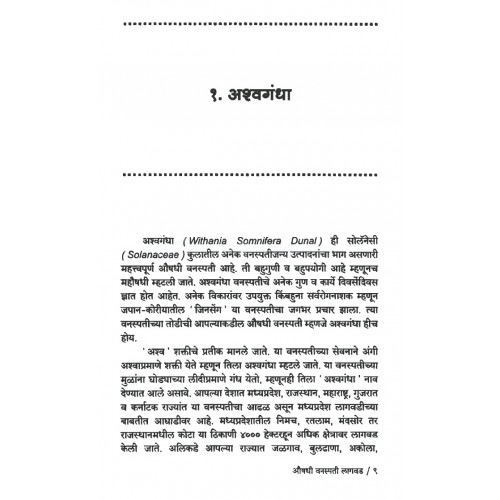 १. अश्वगंधा
अश्वगंधा (Withania Somnifera Dunal) ही सोलॅनेसी
(Solanaceae) कुलातील अनेक वनस्पतीजन्य उत्पादनांचा भाग असणारी
महत्त्वपूर्ण औषधी वनस्पती आहे. ती बहुगुणी व बहुपयोगी आहे म्हणूनच
महौषधी म्हटली जाते. अश्वगंधा वनस्पतीचे अनेक गुण व कार्ये दिवसेंदिवस
ज्ञात होत आहेत. अनेक विकारांवर उपयुक्त किंबहुना सर्वरोगनाशक म्हणून
जपान-कोरीयातील 'जिनसेंग' या वनस्पतीचा जगभर प्रचार झाला. त्या
वनस्पतीच्या तोडीची आपल्याकडील औषधी वनस्पती म्हणजे अश्वगंधा हीच
होय.
'अश्व' शक्तीचे प्रतीक मानले जाते. या वनस्पतीच्या सेवनाने अंगी
अश्वाप्रमाणे शक्ती येते म्हणून तिला अश्वगंधा म्हटले जाते. या वनस्पतीच्या
मुळांना घोड्याच्या लीदीप्रमाणे गंध येतो, म्हणूनही तिला 'अश्वगंधा' नाव
देण्यात आले असावे. आपल्या देशात मध्यप्रदेश, राजस्थान, महाराष्ट्र, गुजरात
व कर्नाटक राज्यांत या वनस्पतीचा आढळ असून मध्यप्रदेश लागवडीच्या
बाबतीत आघाडीवर आहे. मध्यप्रदेशातील निमच, रतलाम, मंदसोर तर
राजस्थानमधील कोटा या ठिकाणी ४००० हेक्टरहून अधिक क्षेत्रावर लागवड
केली जाते. अलिकडे आपल्या राज्यात जळगाव, बुलढाणा, अकोला,
औषधी वनस्पती लागवड / ९